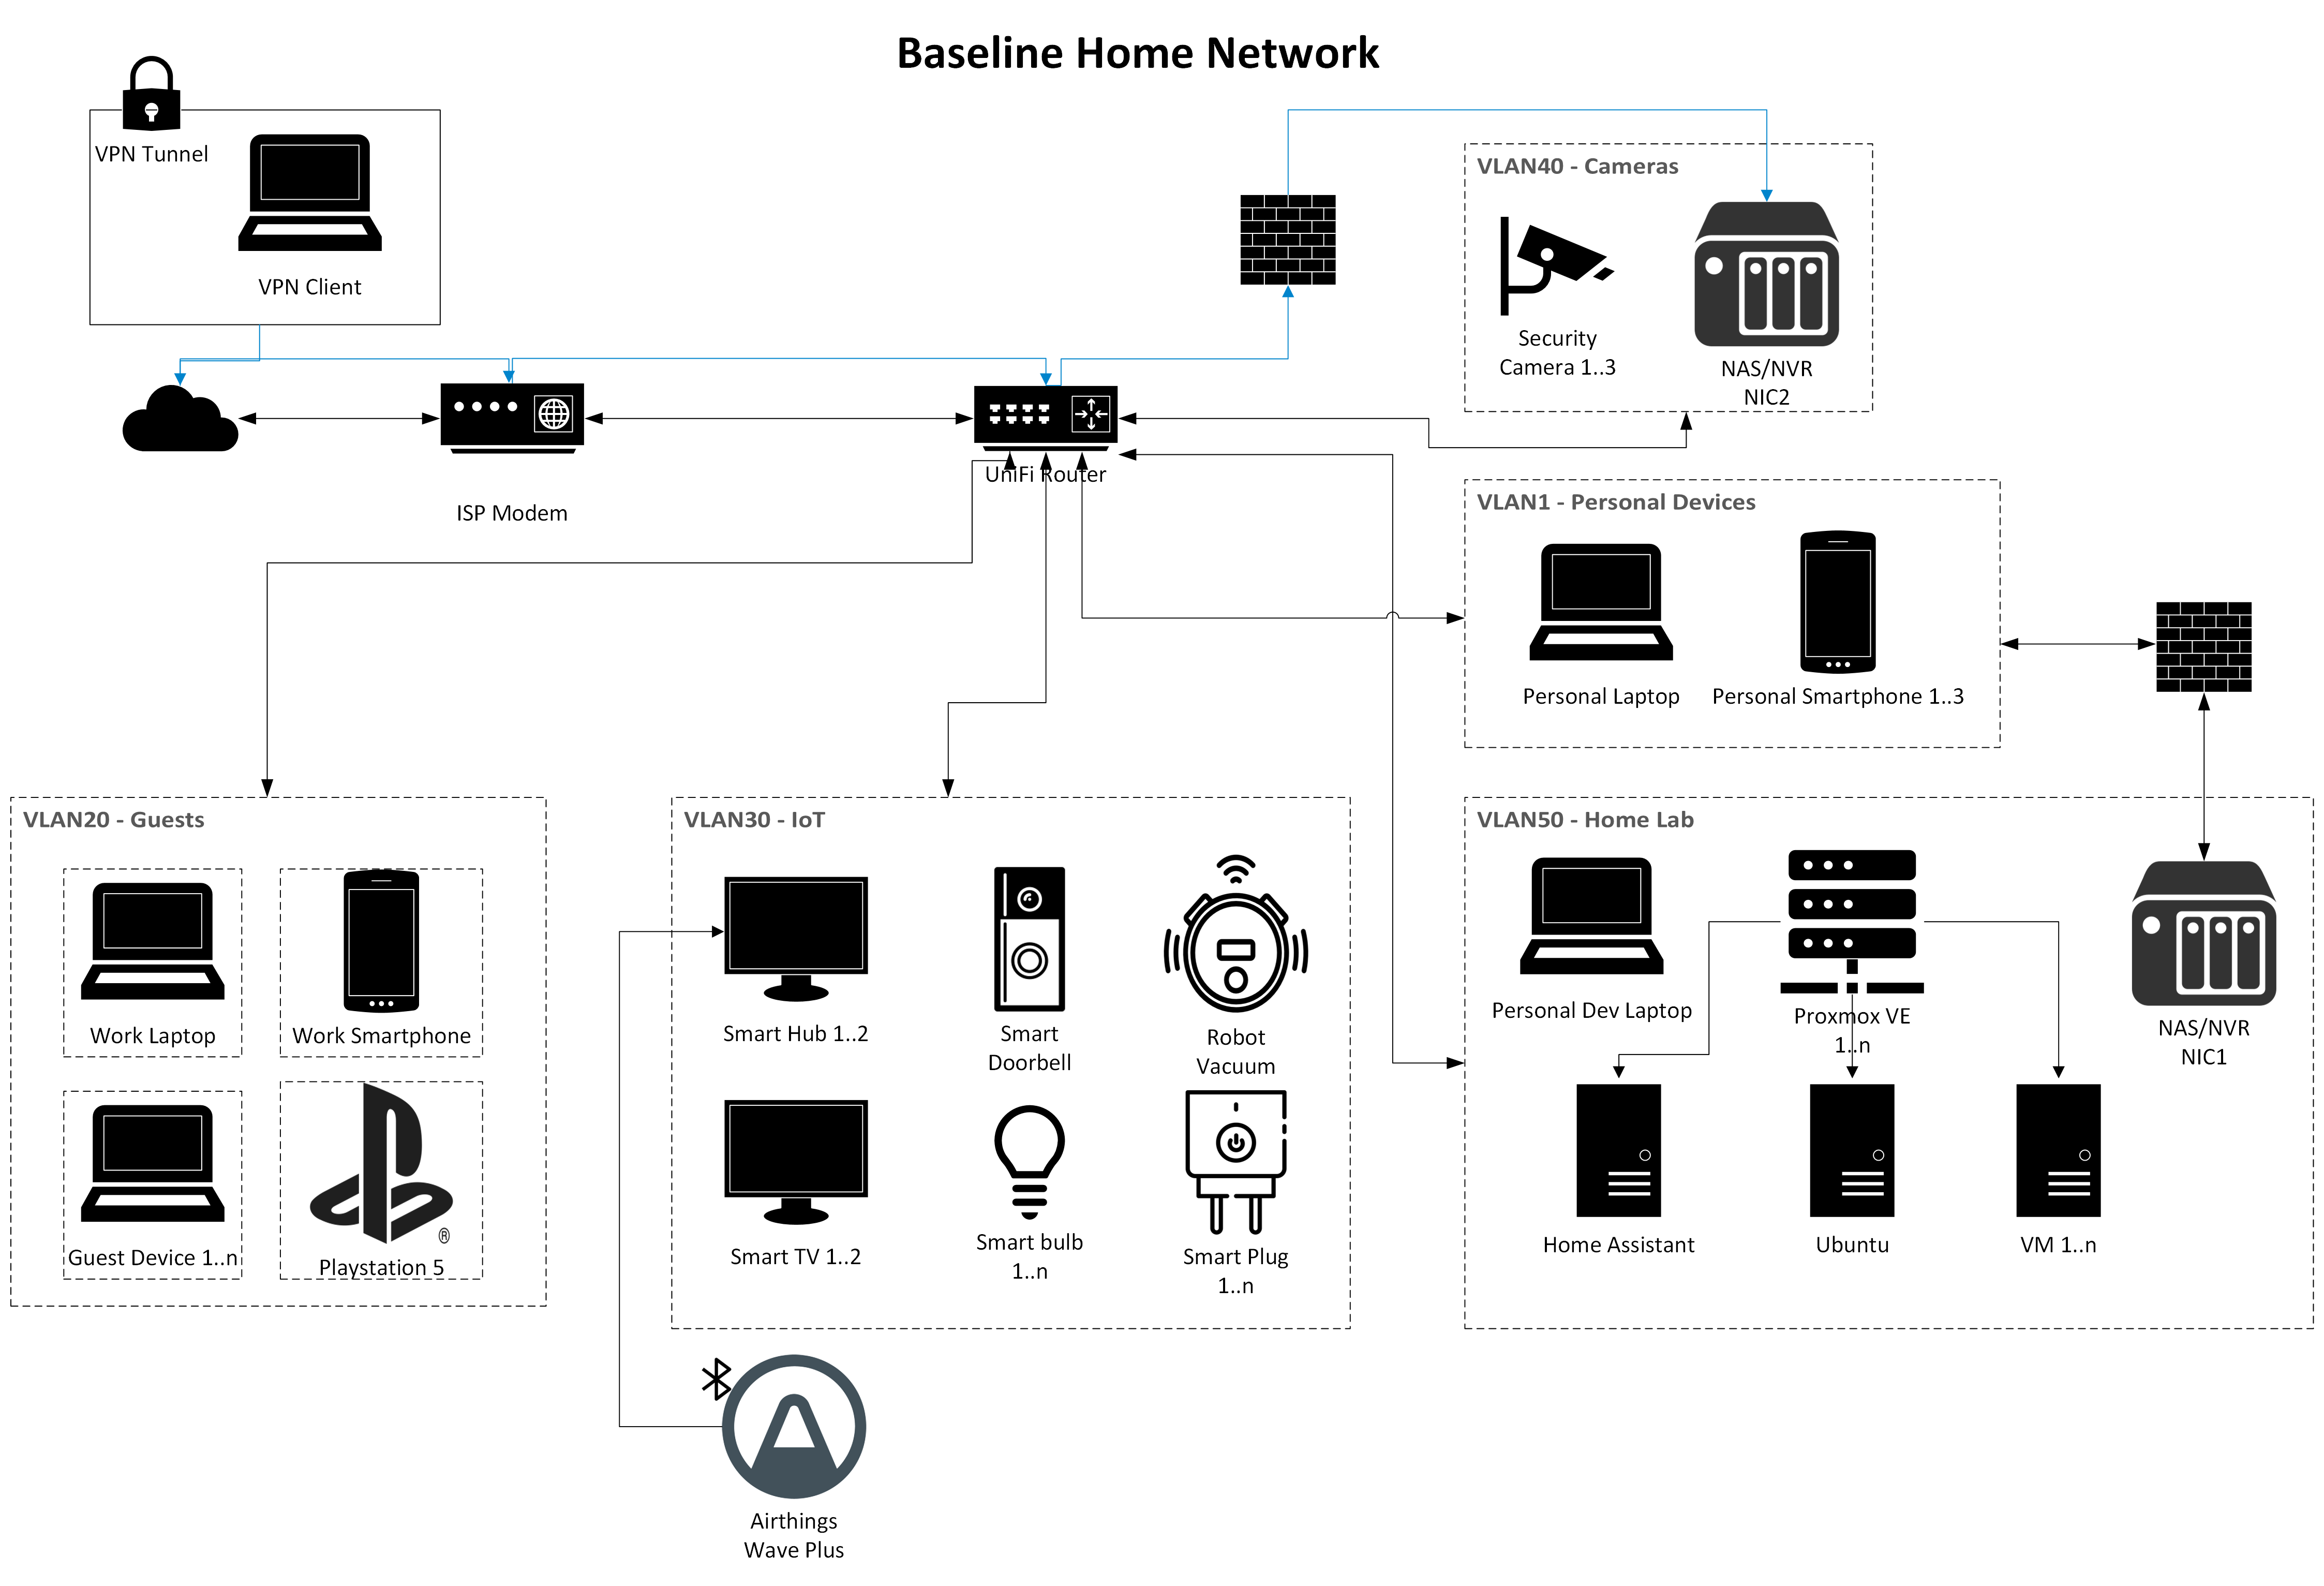 Baseline Home Network
VPN Tunnel
VPN Client
VLAN40 - Cameras
Security
Camera 1..3
NAS/NVR
NIC2
UniFi Router
ISP Modem
VLAN1 - Personal Devices
Personal Laptop
Personal Smartphone 1..3
VLAN20 - Guests
Work Laptop
Work Smartphone
Guest Device 1..n
®
Playstation 5
VLAN30 - IoT
Smart Hub 1..2
Smart
Doorbell
Robot
Vacuum
Smart TV 1..2
Smart bulb
1..n
Smart Plug
1..n
VLAN50 - Home Lab
Personal Dev Laptop
Proxmox VE
1..n
NAS/NVR
NIC1
Home Assistant
Ubuntu
VM 1..n
Airthings
Wave Plus